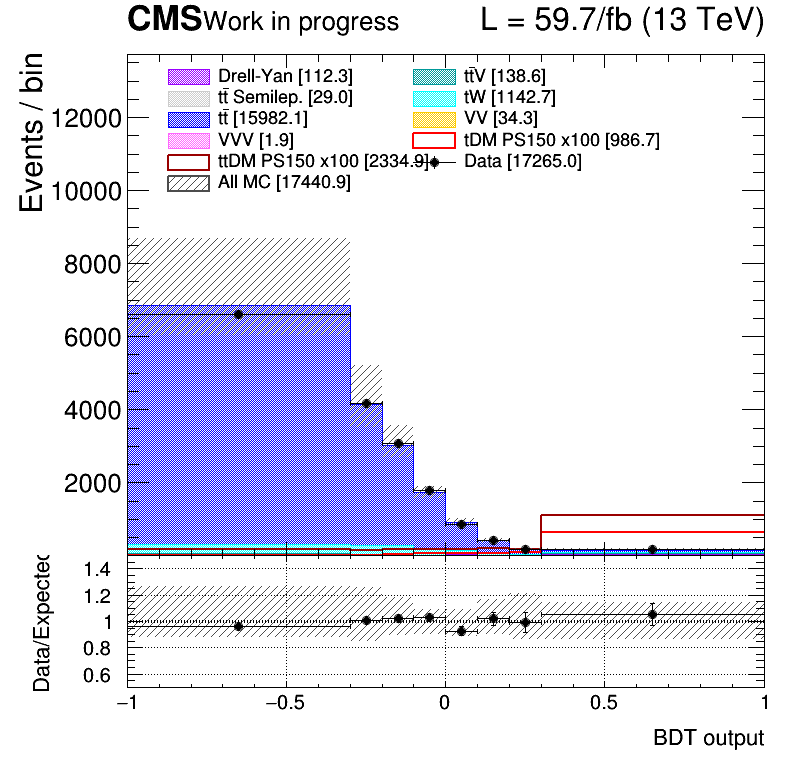 CMS Work in progress L = 59.7/fb (13 TeV)
Events / bin
Drell-Yan [112.3] tt̄V [138.6]
tt̄ Semilep. [29.0] tW [1142.7]
tt̄ [15982.1] VV [34.3]
VVV [1.9] tDM PS150 x100 [986.7]
ttDM PS150 x100 [2334.9] Data [17265.0]
All MC [17440.9]
12000
10000
8000
6000
4000
2000
Data/Expected
1.4
1.2
1
0.8
0.6
−1 −0.5 0 0.5 1
BDT output